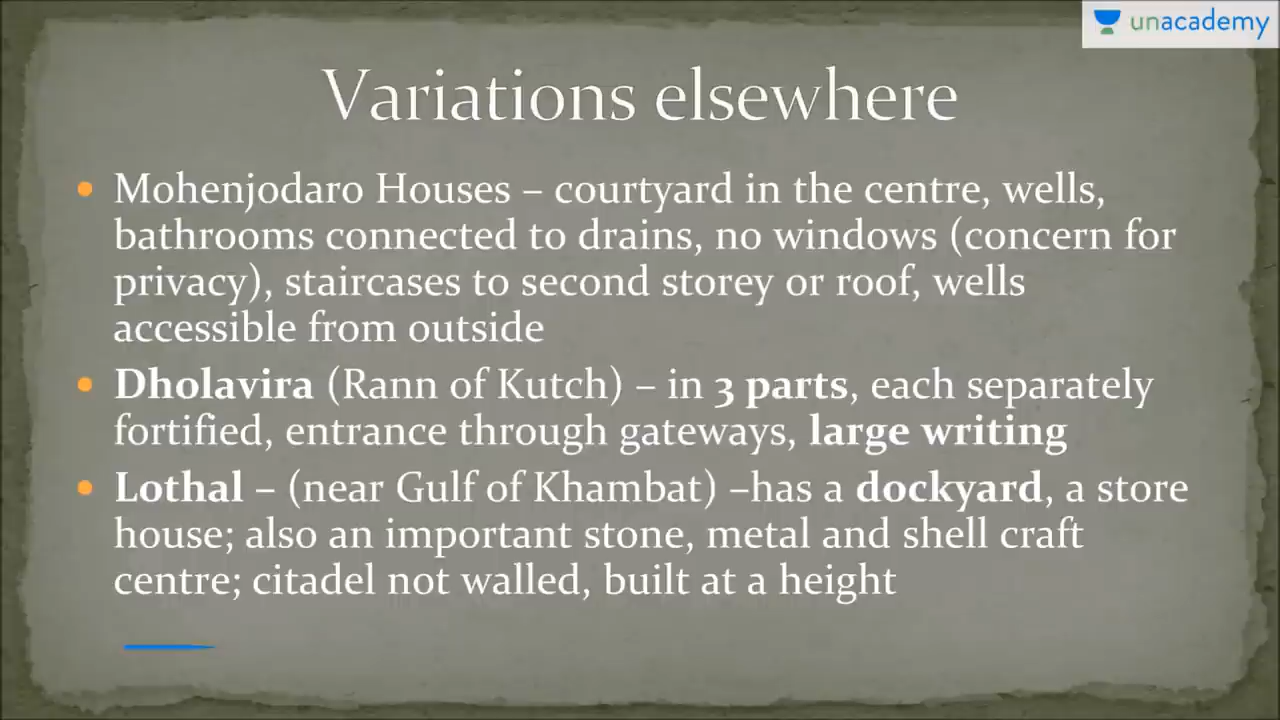 unacademy
Variations elsewhere
• Mohenjodaro Houses – courtyard in the centre, wells,
bathrooms connected to drains, no windows (concern for
privacy), staircases to second storey or roof, wells
accessible from outside
• Dholavira (Rann of Kutch) – in 3 parts, each separately
fortified, entrance through gateways, large writing
• Lothal – (near Gulf of Khambat) –has a dockyard, a store
house; also an important stone, metal and shell craft
centre; citadel not walled, built at a height